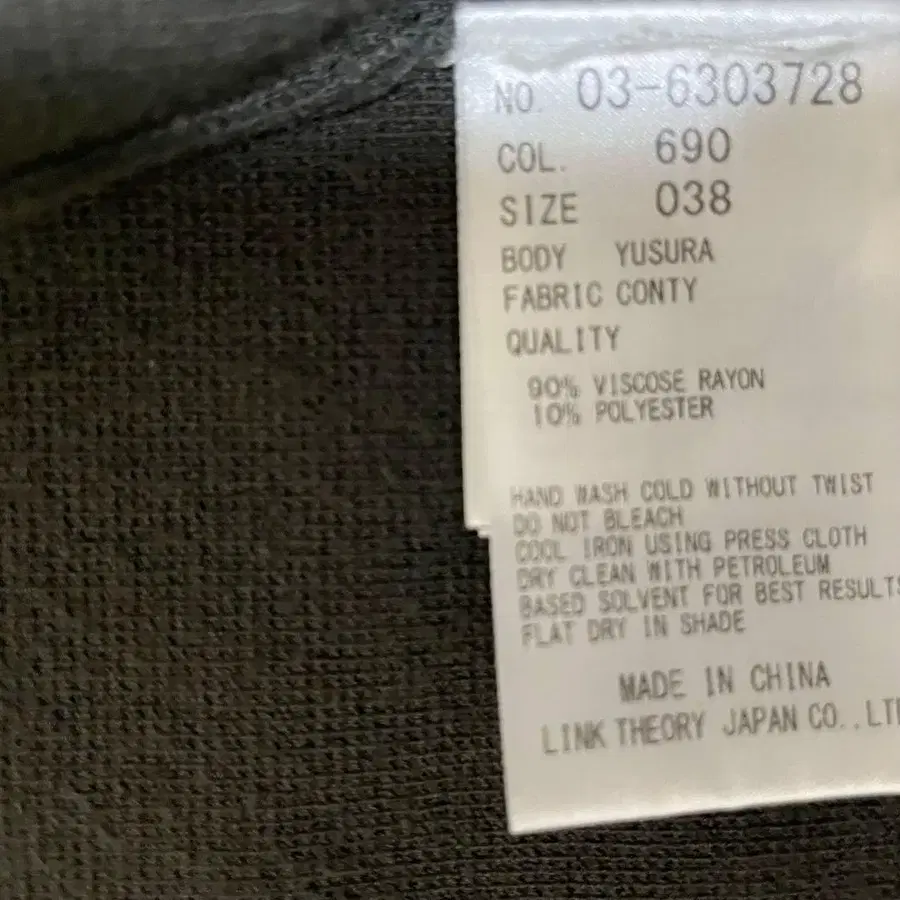 NO. 03-6303728
COL. 690
SIZE 038
BODY YUSURA
FABRIC CONTY
QUALITY
90% VISCOSE RAYON
10% POLYESTER
HAND WASH COLD WITHOUT TWIST
DO NOT BLEACH
COOL IRON USING PRESS CLOTH
DRY CLEAN WITH PETROLEUM
BASED SOLVENT FOR BEST RESULTS
FLAT DRY IN SHADE
MADE IN CHINA
LINK THEORY JAPAN CO.,LT